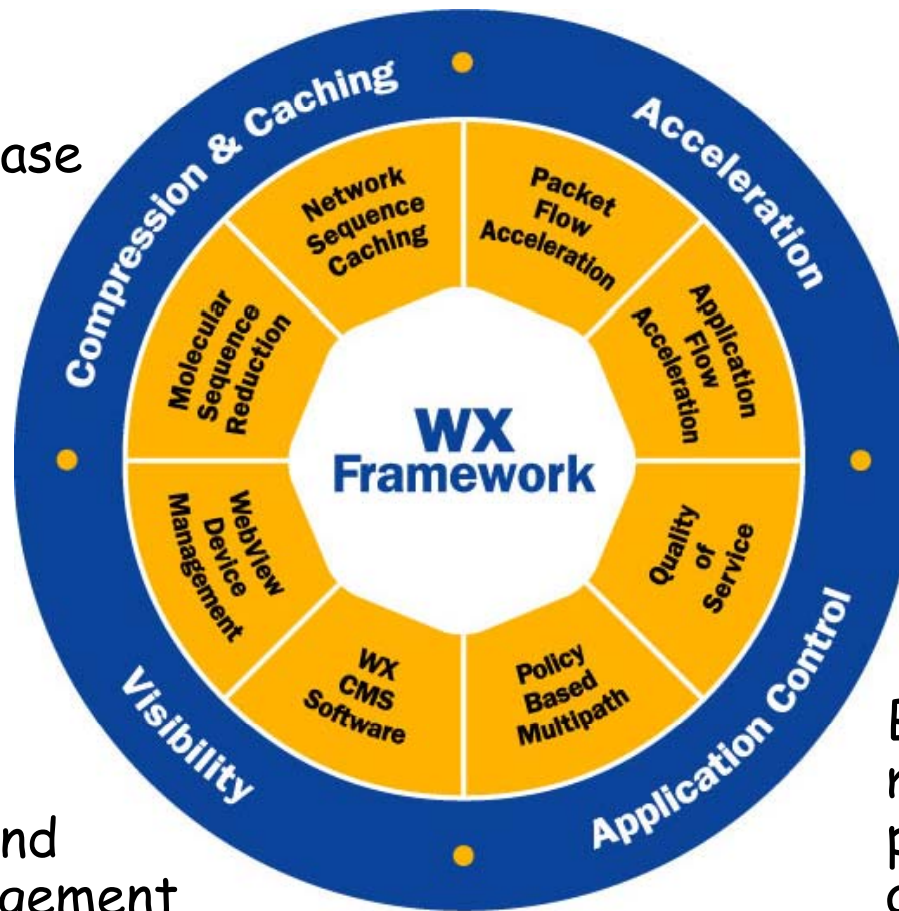 Compression & Caching
Acceleration
ase
Network
Sequence
Caching
Packet
Flow
Acceleration
Molecular
Sequence
Reduction
Application
Flow
Acceleration
WX
Framework
WebView
Device
Management
Quality
of
Service
WX
CMS
Software
Policy
Based
Multipath
Visibility
Application Control
nd
gement